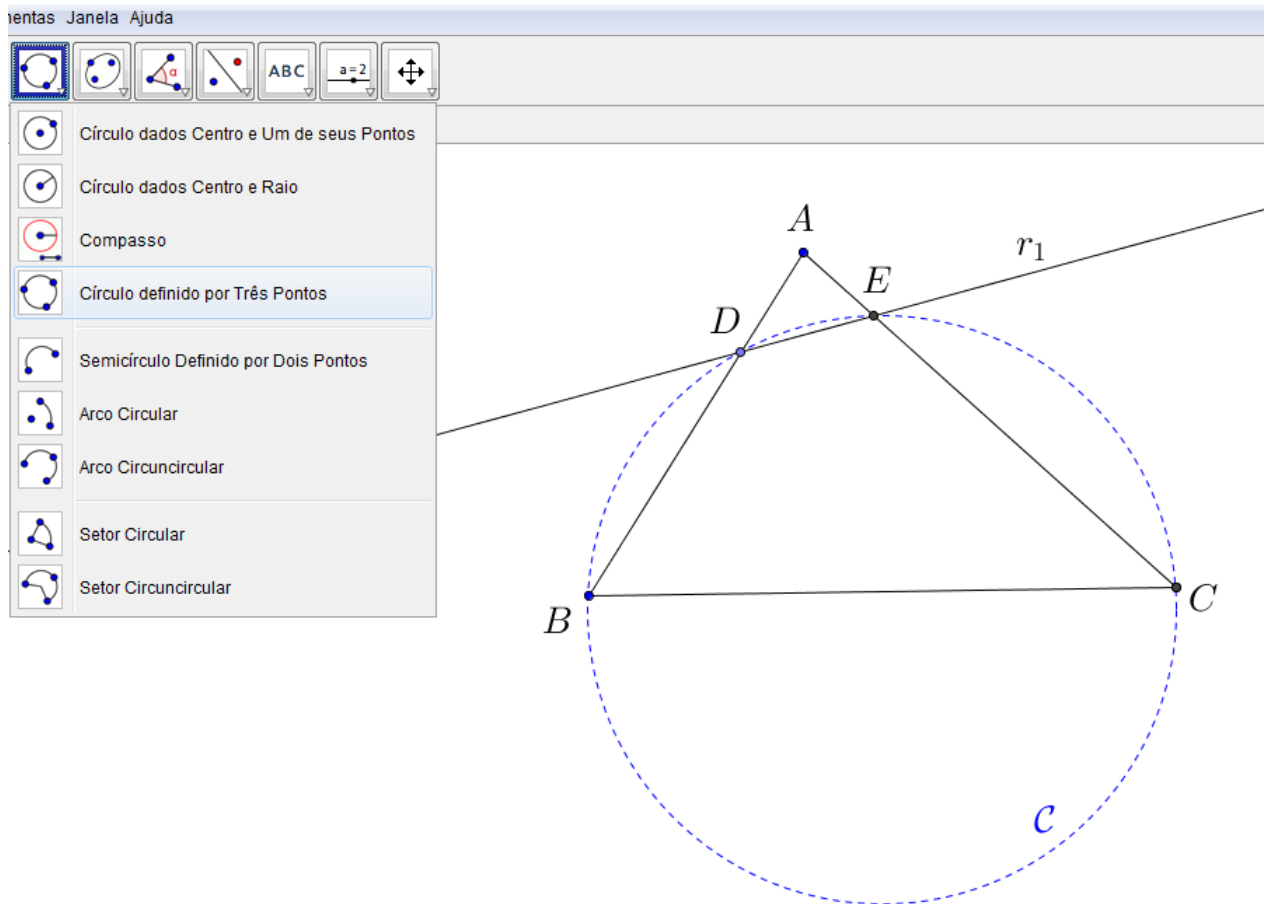 Janela Ajuda
ABC
a=2
α
Círculo dados Centro e Um de seus Pontos
Círculo dados Centro e Raio
Compasso
Círculo definido por Três Pontos
Semicírculo Definido por Dois Pontos
Arco Circular
Arco Circuncircular
Setor Circular
Setor Circuncircular
A
r₁
E
D
B
C
𝒞